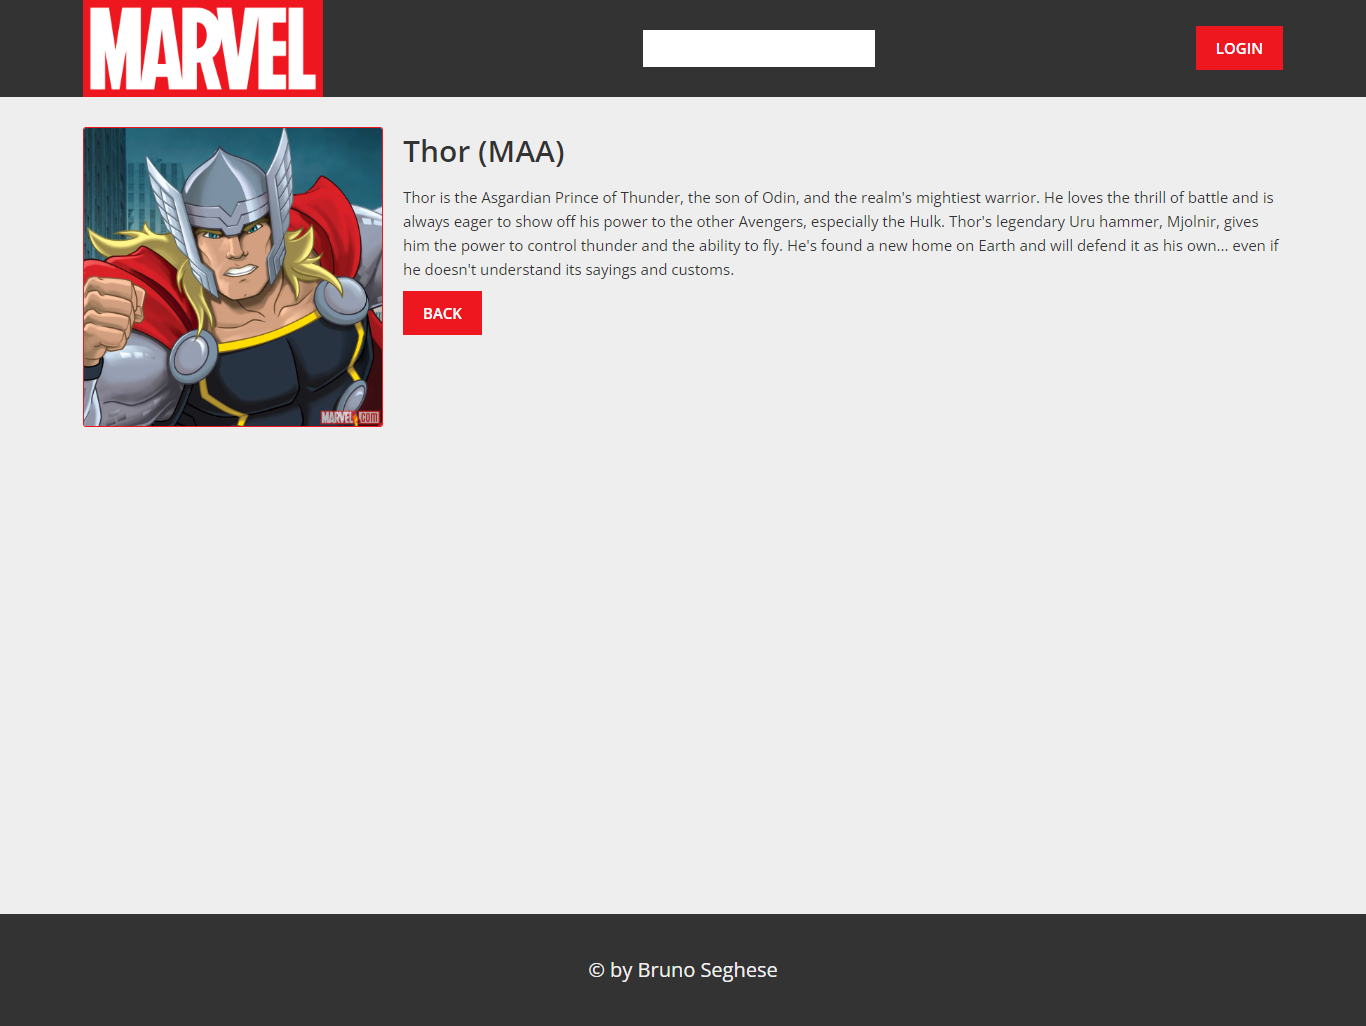 MARVEL
LOGIN
Thor (MAA)
Thor is the Asgardian Prince of Thunder, the son of Odin, and the realm's mightiest warrior. He loves the thrill of battle and is
always eager to show off his power to the other Avengers, especially the Hulk. Thor's legendary Uru hammer, Mjolnir, gives
him the power to control thunder and the ability to fly. He's found a new home on Earth and will defend it as his own... even if
he doesn't understand its sayings and customs.
BACK
MARVEL.com
© by Bruno Seghese